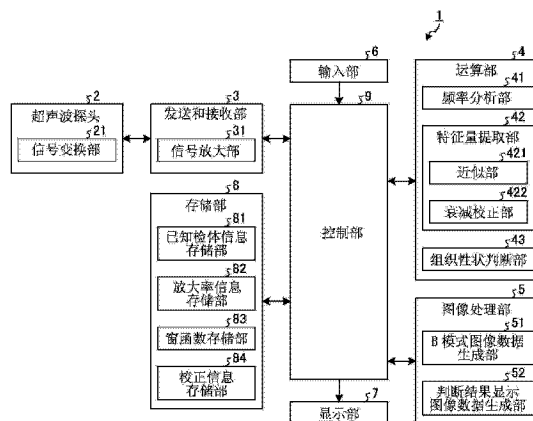 1
2
超声波探头
21
信号变换部
3
发送和接收部
31
信号放大部
6
输入部
9
控制部
4
运算部
41
频率分析部
42
特征量提取部
421
近似部
422
衰减校正部
43
组织性状判断部
8
存储部
81
已知检体信息
存储部
82
放大率信息
存储部
83
窗函数存储部
84
校正信息
存储部
5
图像处理部
51
B模式图像数据
生成部
52
判断结果显示
图像数据生成部
7
显示部